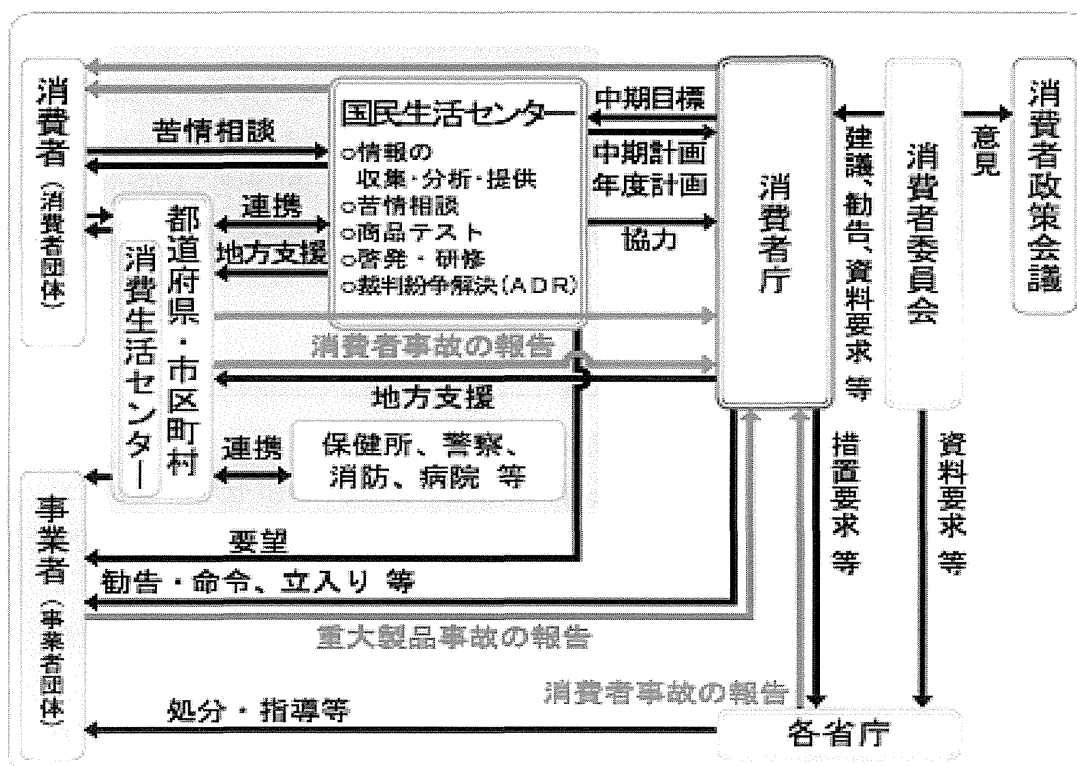 消費者（消費者団体）
苦情相談
国民生活センター
○情報の
収集・分析・提供
○苦情相談
○商品テスト
○啓発・研修
○裁判紛争解決（ADR）
中期目標
中期計画
年度計画
協力
消費者庁
建議、勧告、資料要求 等
消費者委員会
意見
消費者政策会議
連携
地方支援
都道府県・市区町村
消費生活センター
消費者事故の報告
地方支援
連携
保健所、警察、
消防、病院 等
措置要求 等
資料要求 等
事業者（事業者団体）
要望
勧告・命令、立入り 等
重大製品事故の報告
消費者事故の報告
処分・指導等
各省庁